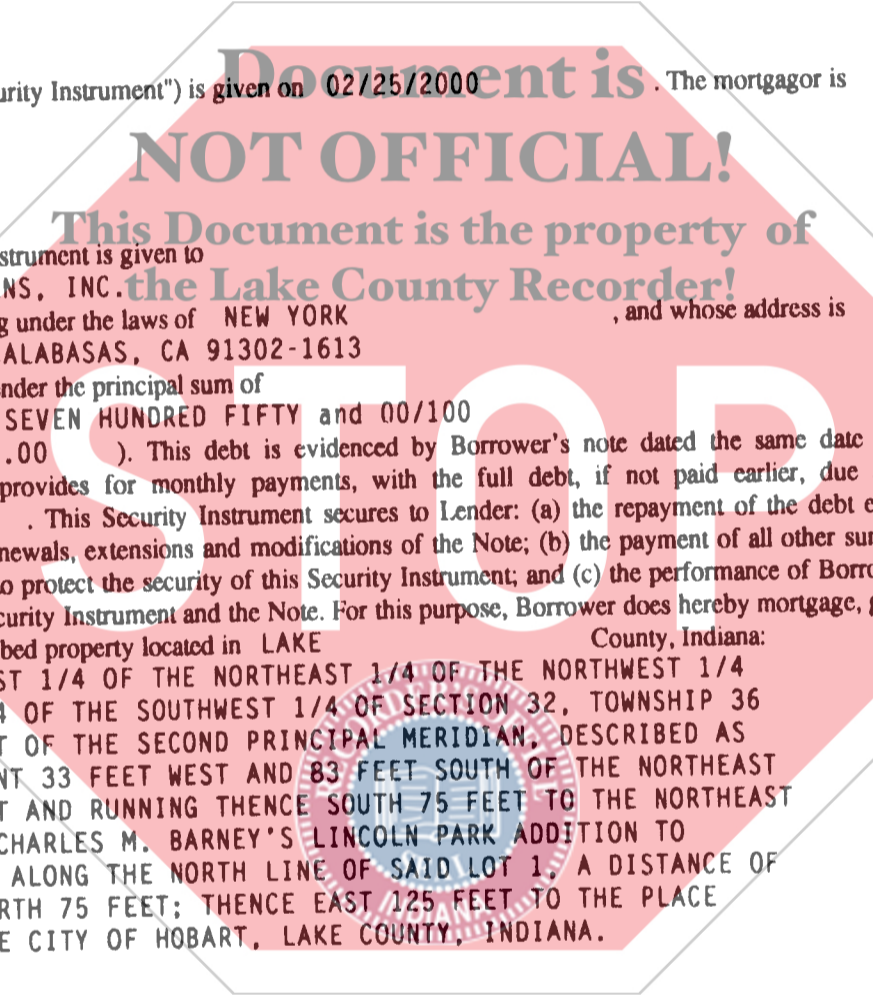 Document is
urity Instrument") is given on 02/25/2000 . The mortgagor is
NOT OFFICIAL!
This Document is the property of
strument is given to
the Lake County Recorder!
NS, INC.
g under the laws of NEW YORK , and whose address is
ALABASAS, CA 91302-1613
nder the principal sum of
SEVEN HUNDRED FIFTY and 00/100
.00 ). This debt is evidenced by Borrower's note dated the same date
provides for monthly payments, with the full debt, if not paid earlier, due
. This Security Instrument secures to Lender: (a) the repayment of the debt e
newals, extensions and modifications of the Note; (b) the payment of all other sur
o protect the security of this Security Instrument; and (c) the performance of Borro
curity Instrument and the Note. For this purpose, Borrower does hereby mortgage, g
STOP
bed property located in LAKE County, Indiana:
ST 1/4 OF THE NORTHEAST 1/4 OF THE NORTHWEST 1/4
4 OF THE SOUTHWEST 1/4 OF SECTION 32, TOWNSHIP 36
T OF THE SECOND PRINCIPAL MERIDIAN, DESCRIBED AS
NT 33 FEET WEST AND 83 FEET SOUTH OF THE NORTHEAST
T AND RUNNING THENCE SOUTH 75 FEET TO THE NORTHEAST
CHARLES M. BARNEY'S LINCOLN PARK ADDITION TO
ALONG THE NORTH LINE OF SAID LOT 1, A DISTANCE OF
RTH 75 FEET; THENCE EAST 125 FEET TO THE PLACE
E CITY OF HOBART, LAKE COUNTY, INDIANA.
INDIANA